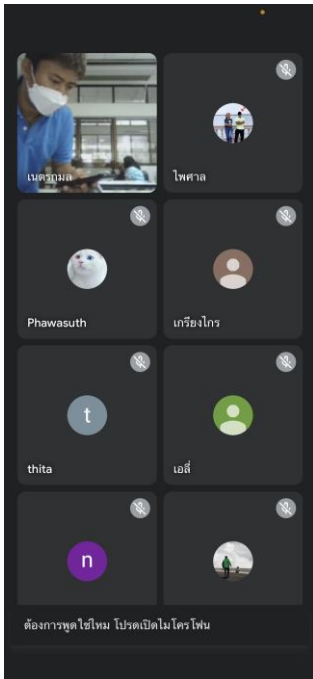 เนตรกมล
ไพศาล
Phawasuth
เกรียงไกร
t
thita
เอลี่
n
ต้องการพูดใช่ไหม โปรดเปิดไมโครโฟน